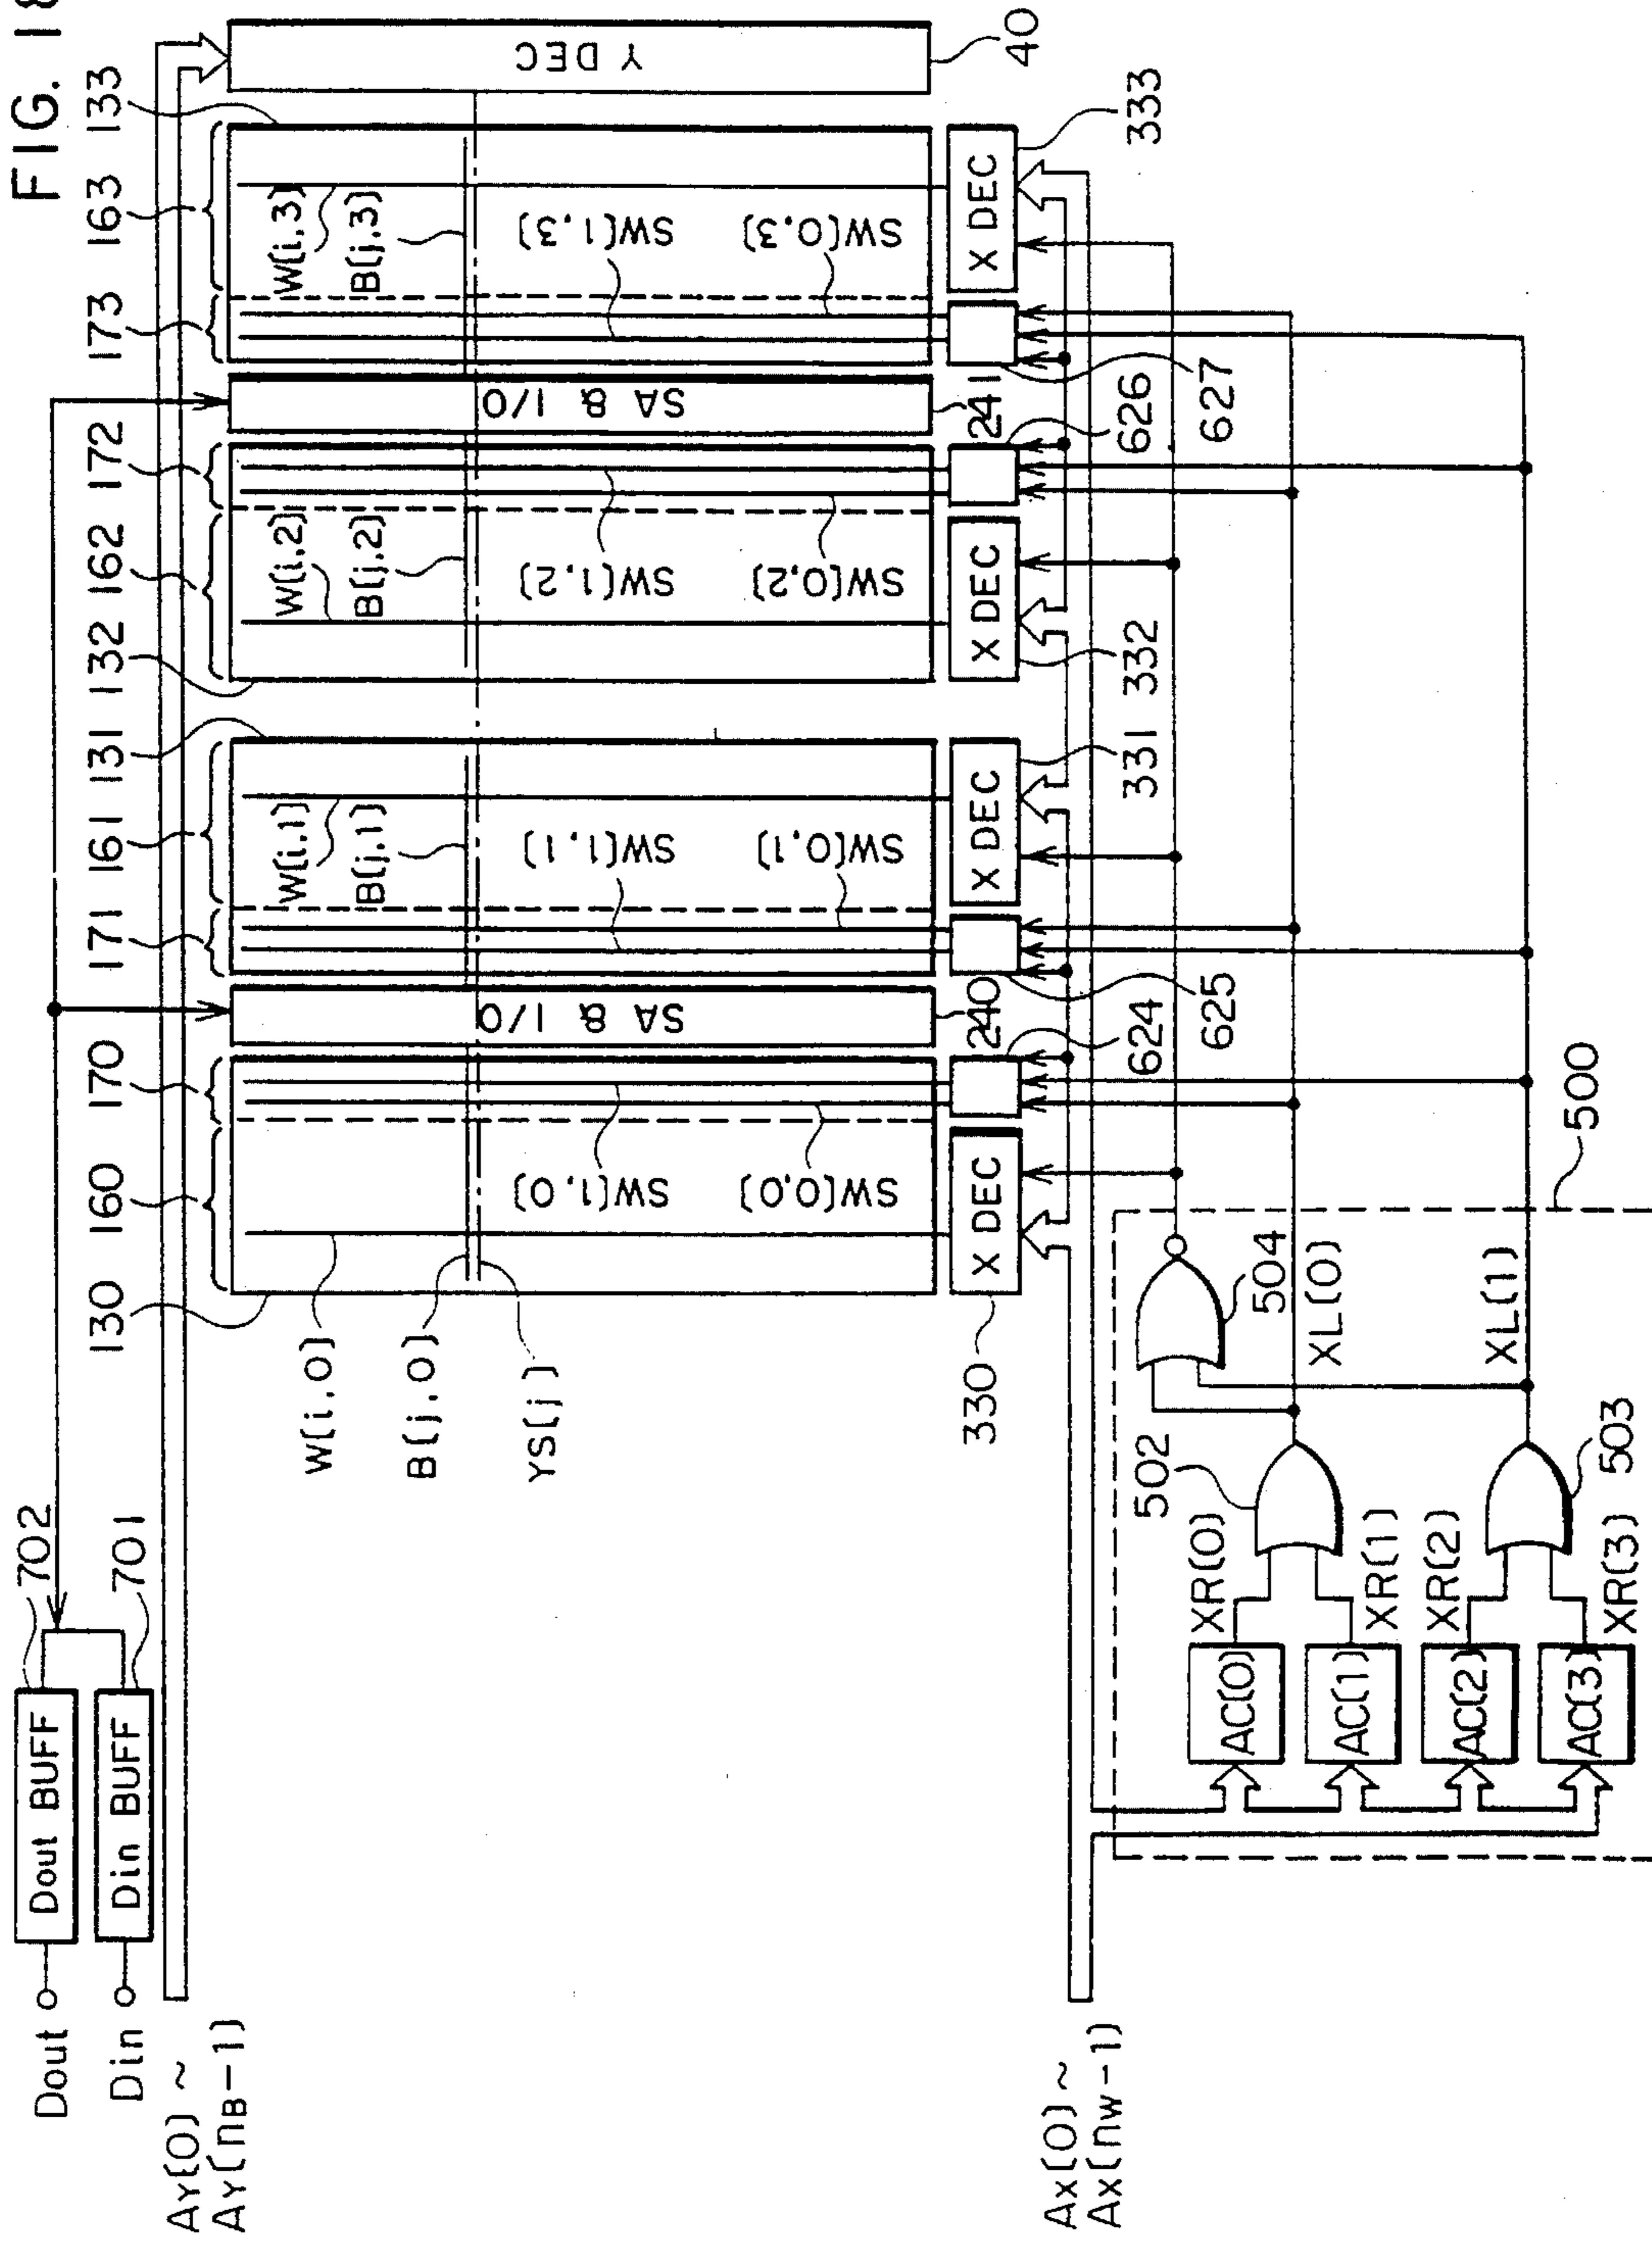 FIG. 18
Dout
Dout BUFF
702
Din
Din BUFF
701
AY(0) ~
AY(nB-1)
130 160 170 171 161 131 132 162 172 173 163 133
W(i,0)
B(j,0)
YS(j)
SW(1,0)
SW(0,0)
SA & I/O
240
W(i,1)
B(j,1)
SW(1,1)
SW(0,1)
W(i,2)
B(j,2)
SW(1,2)
SW(0,2)
SA & I/O
241
W(i,3)
B(j,3)
SW(1,3)
SW(0,3)
Y DEC
40
330
X DEC
624
625
X DEC
331
X DEC
332
626
627
X DEC
333
AX(0) ~
AX(nW-1)
500
AC(0)
AC(1)
AC(2)
AC(3)
XR(0)
XR(1)
XR(2)
XR(3)
502
503
504
XL(0)
XL(1)